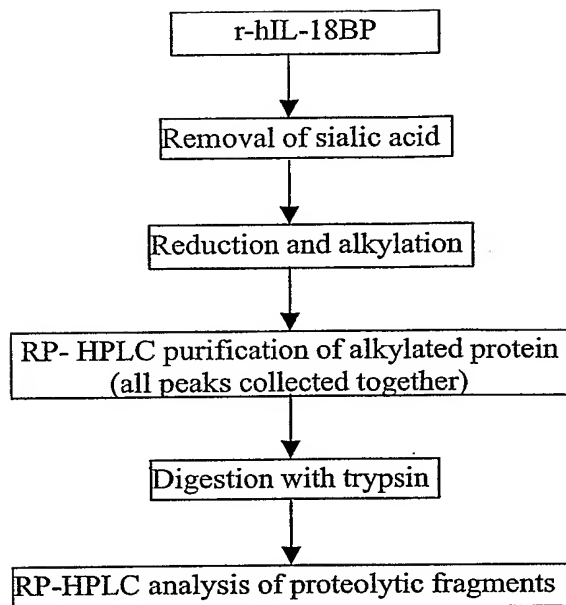 r-hIL-18BP
Removal of sialic acid
Reduction and alkylation
RP- HPLC purification of alkylated protein
(all peaks collected together)
Digestion with trypsin
RP-HPLC analysis of proteolytic fragments